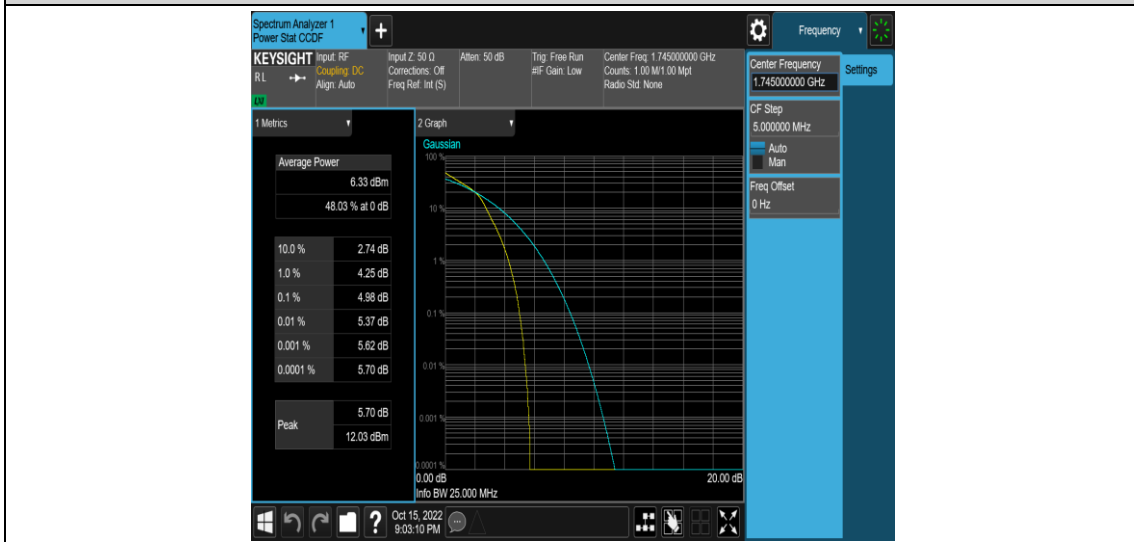 Spectrum Analyzer 1
Power Stat CCDF
+
Frequency
KEYSIGHT
Input: RF
Input Z: 50 Ω
Atten: 50 dB
Trig: Free Run
Center Freq: 1.745000000 GHz
RL
Coupling: DC
Corrections: Off
#IF Gain: Low
Counts: 1.00 M/1.00 Mpt
Align: Auto
Freq Ref: Int (S)
Radio Std: None
Center Frequency
1.745000000 GHz
Settings
CF Step
5.000000 MHz
Auto
Man
Freq Offset
0 Hz
1 Metrics
Average Power
6.33 dBm
48.03 % at 0 dB
10.0 % 2.74 dB
1.0 % 4.25 dB
0.1 % 4.98 dB
0.01 % 5.37 dB
0.001 % 5.62 dB
0.0001 % 5.70 dB
Peak
5.70 dB
12.03 dBm
2 Graph
Gaussian
100 %
10 %
1 %
0.1 %
0.01 %
0.001 %
0.0001 %
0.00 dB 20.00 dB
Info BW 25.000 MHz
?
Oct 15, 2022
9:03:10 PM